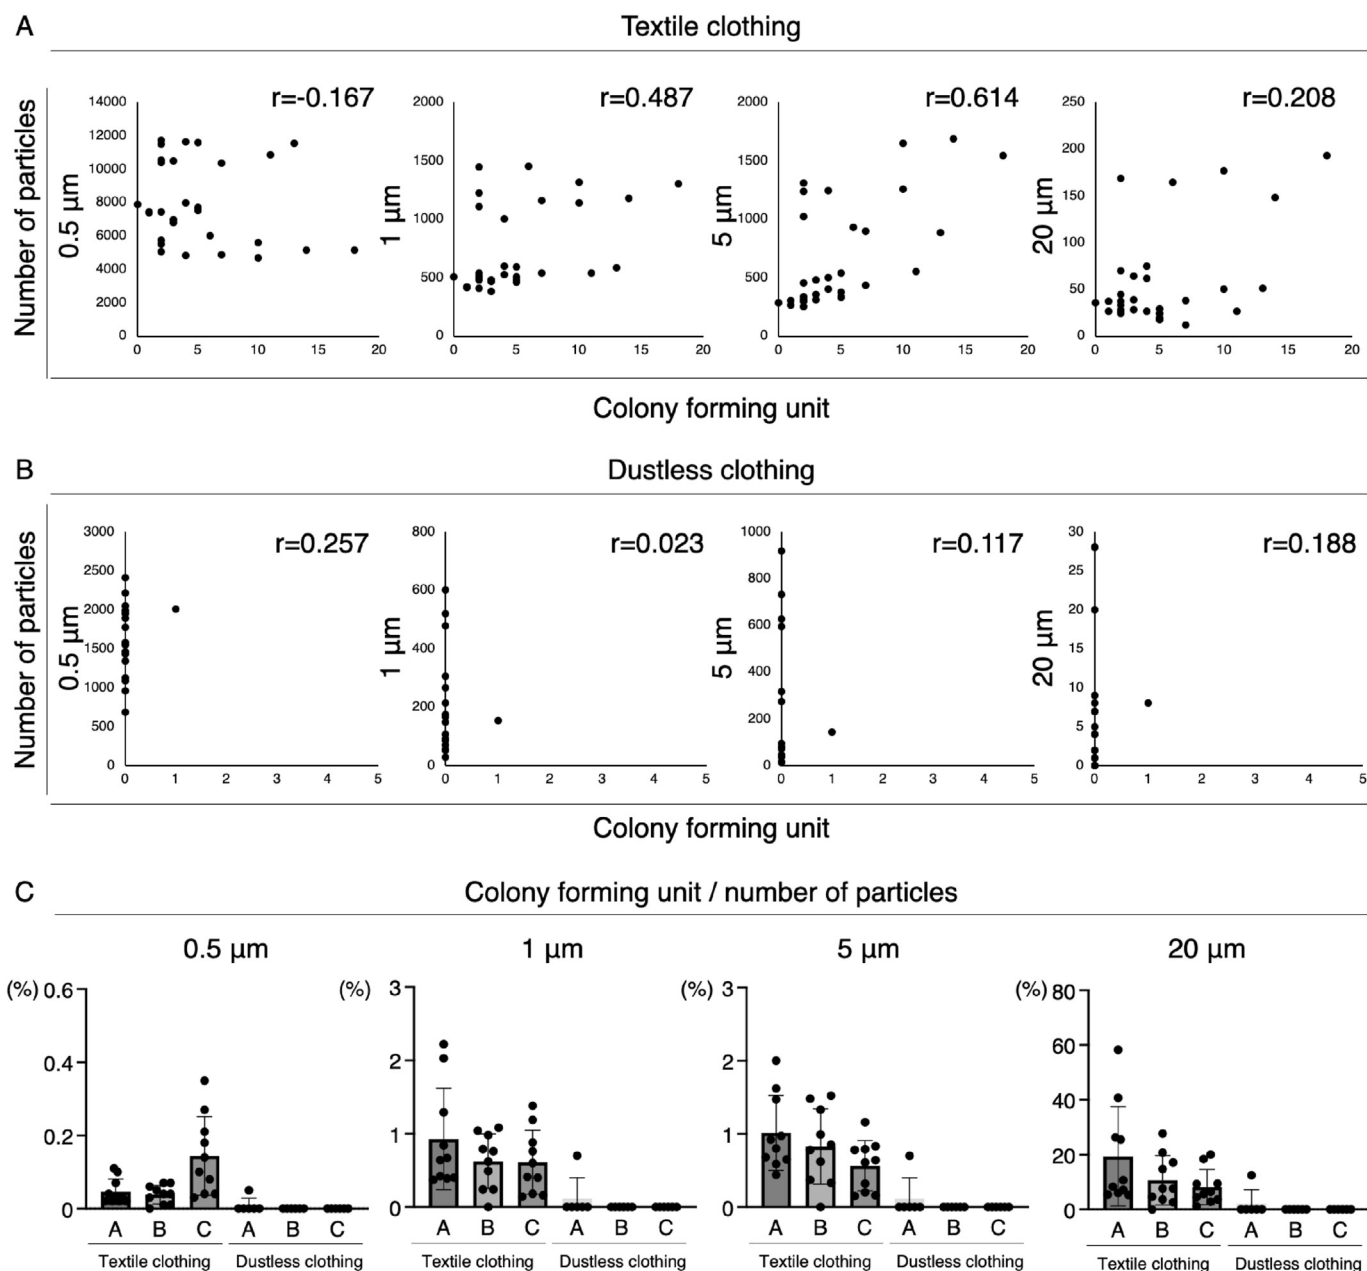 A
Textile clothing
Number of particles
0.5 µm
14000
12000
10000
8000
6000
4000
2000
0
r=-0.167
0 5 10 15 20
1 µm
2000
1500
1000
500
0
r=0.487
0 5 10 15 20
5 µm
2000
1500
1000
500
0
r=0.614
0 5 10 15 20
20 µm
250
200
150
100
50
0
r=0.208
0 5 10 15 20
Colony forming unit
B
Dustless clothing
Number of particles
0.5 µm
3000
2500
2000
1500
1000
500
0
r=0.257
0 1 2 3 4 5
1 µm
800
600
400
200
0
r=0.023
0 1 2 3 4 5
5 µm
1000
800
600
400
200
0
r=0.117
0 1 2 3 4 5
20 µm
30
25
20
15
10
5
0
r=0.188
0 1 2 3 4 5
Colony forming unit
C
Colony forming unit / number of particles
0.5 µm
(%)
0.6
0.4
0.2
0
A B C A B C
Textile clothing Dustless clothing
1 µm
(%)
3
2
1
0
A B C A B C
Textile clothing Dustless clothing
5 µm
(%)
3
2
1
0
A B C A B C
Textile clothing Dustless clothing
20 µm
(%)
80
60
40
20
0
A B C A B C
Textile clothing Dustless clothing